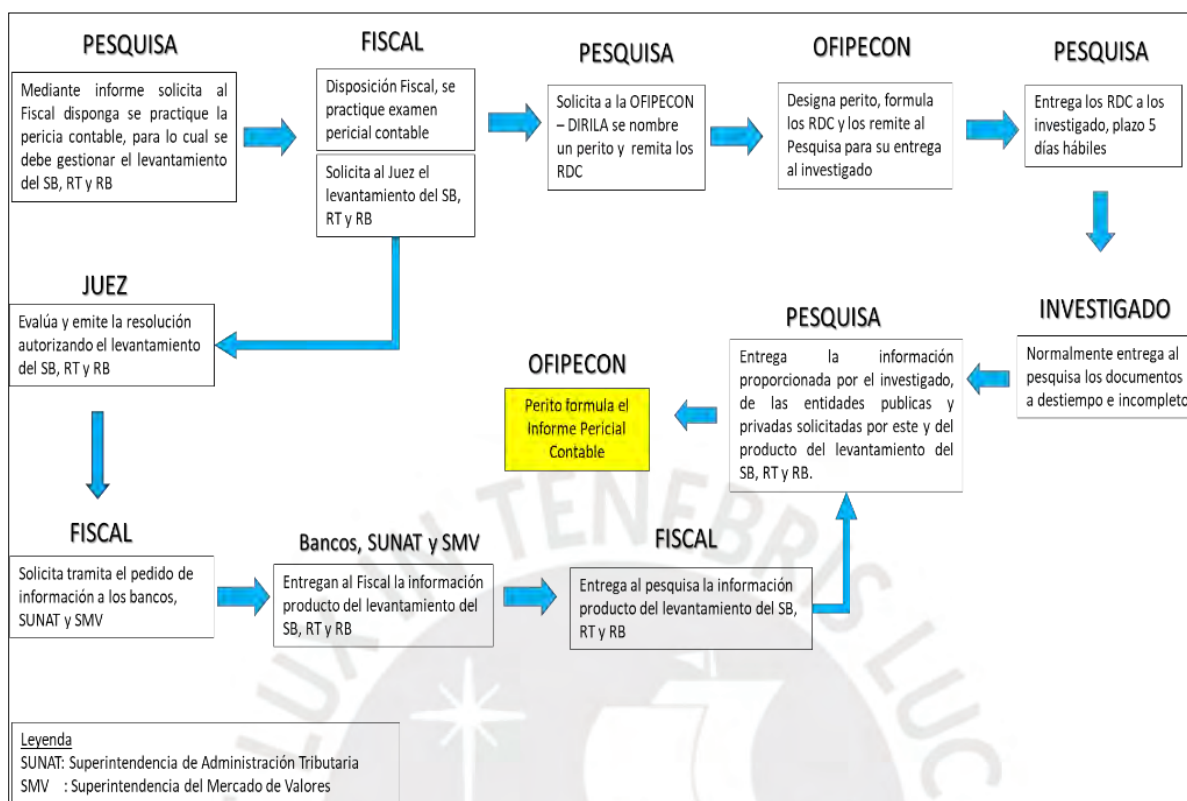 PESQUISA
Mediante informe solicita al
Fiscal disponga se practique la
pericia contable, para lo cual se
debe gestionar el levantamiento
del SB, RT y RB
FISCAL
Disposición Fiscal, se
practique examen
pericial contable
Solicita al Juez el
levantamiento del SB,
RT y RB
PESQUISA
Solicita a la OFIPECON
– DIRILA se nombre
un perito y remita los
RDC
OFIPECON
Designa perito, formula
los RDC y los remite al
Pesquisa para su entrega
al investigado
PESQUISA
Entrega los RDC a los
investigado, plazo 5
días hábiles
JUEZ
Evalúa y emite la resolución
autorizando el levantamiento
del SB, RT y RB
OFIPECON
Perito formula el
Informe Pericial
Contable
PESQUISA
Entrega la información
proporcionada por el investigado,
de las entidades publicas y
privadas solicitadas por este y del
producto del levantamiento del
SB, RT y RB.
INVESTIGADO
Normalmente entrega al
pesquisa los documentos
a destiempo e incompleto
FISCAL
Solicita tramita el pedido de
información a los bancos,
SUNAT y SMV
Bancos, SUNAT y SMV
Entregan al Fiscal la información
producto del levantamiento del
SB, RT y RB
FISCAL
Entrega al pesquisa la información
producto del levantamiento del SB,
RT y RB
LUX IN TENEBRIS LUC
Leyenda
SUNAT: Superintendencia de Administración Tributaria
SMV : Superintendencia del Mercado de Valores